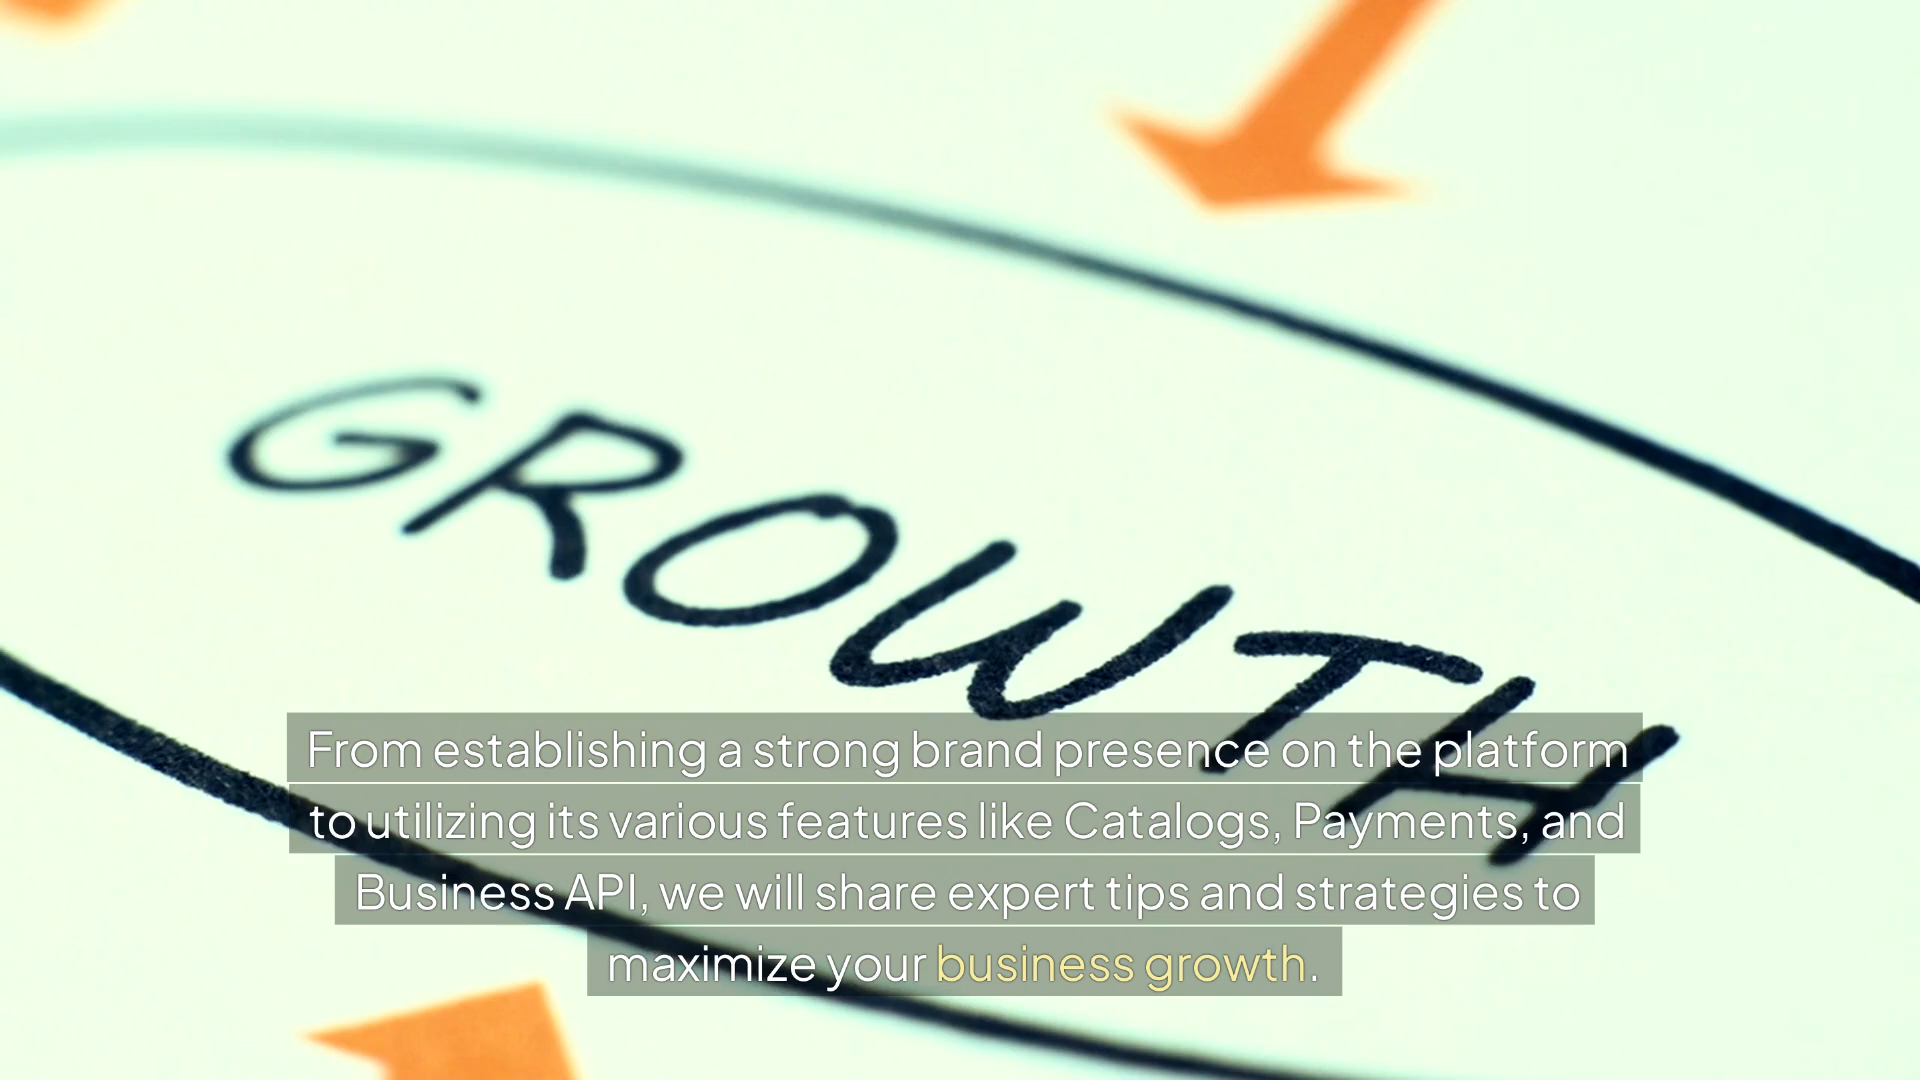 GROWTH
From establishing a strong brand presence on the platform
to utilizing its various features like Catalogs, Payments, and
Business API, we will share expert tips and strategies to
maximize your business growth.